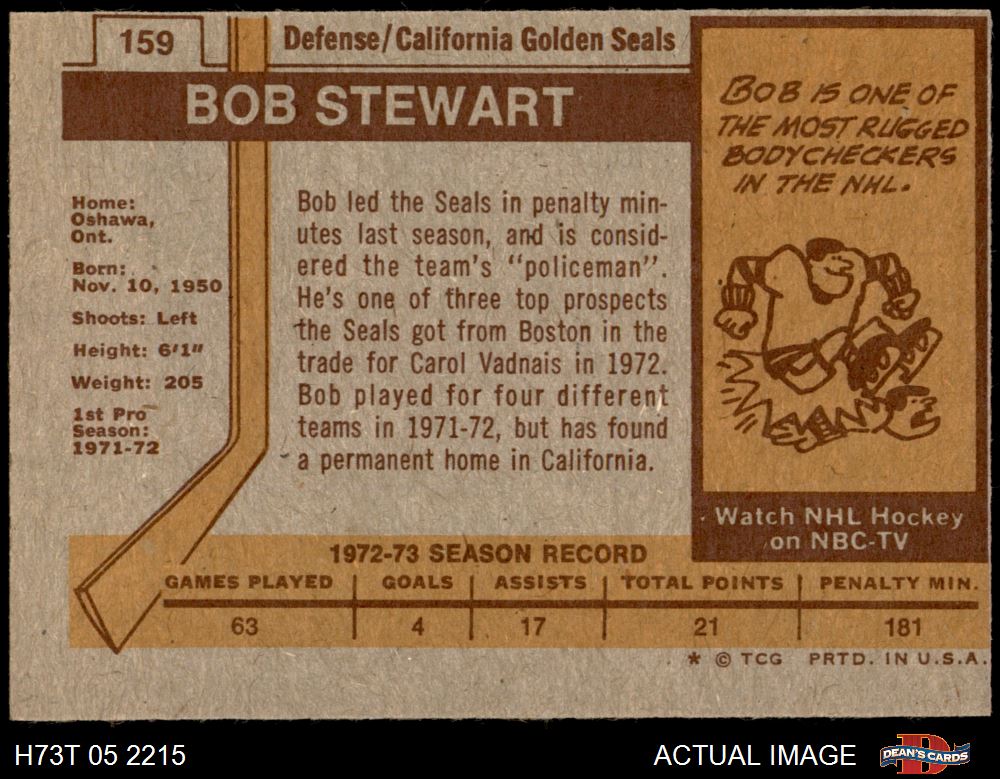 159
Defense/California Golden Seals
BOB STEWART
Home:
Oshawa,
Ont.
Born:
Nov. 10, 1950
Shoots: Left
Height: 6'1"
Weight: 205
1st Pro
Season:
1971-72
Bob led the Seals in penalty min-
utes last season, and is consid-
ered the team's "policeman".
He's one of three top prospects
the Seals got from Boston in the
trade for Carol Vadnais in 1972.
Bob played for four different
teams in 1971-72, but has found
a permanent home in California.
BOB IS ONE OF
THE MOST RUGGED
BODYCHECKERS
IN THE NHL.
Watch NHL Hockey
on NBC-TV
1972-73 SEASON RECORD
GAMES PLAYED GOALS ASSISTS TOTAL POINTS PENALTY MIN.
63 4 17 21 181
* © TCG PRTD. IN U.S.A.
H73T 05 2215 ACTUAL IMAGE DEAN'S CARDS